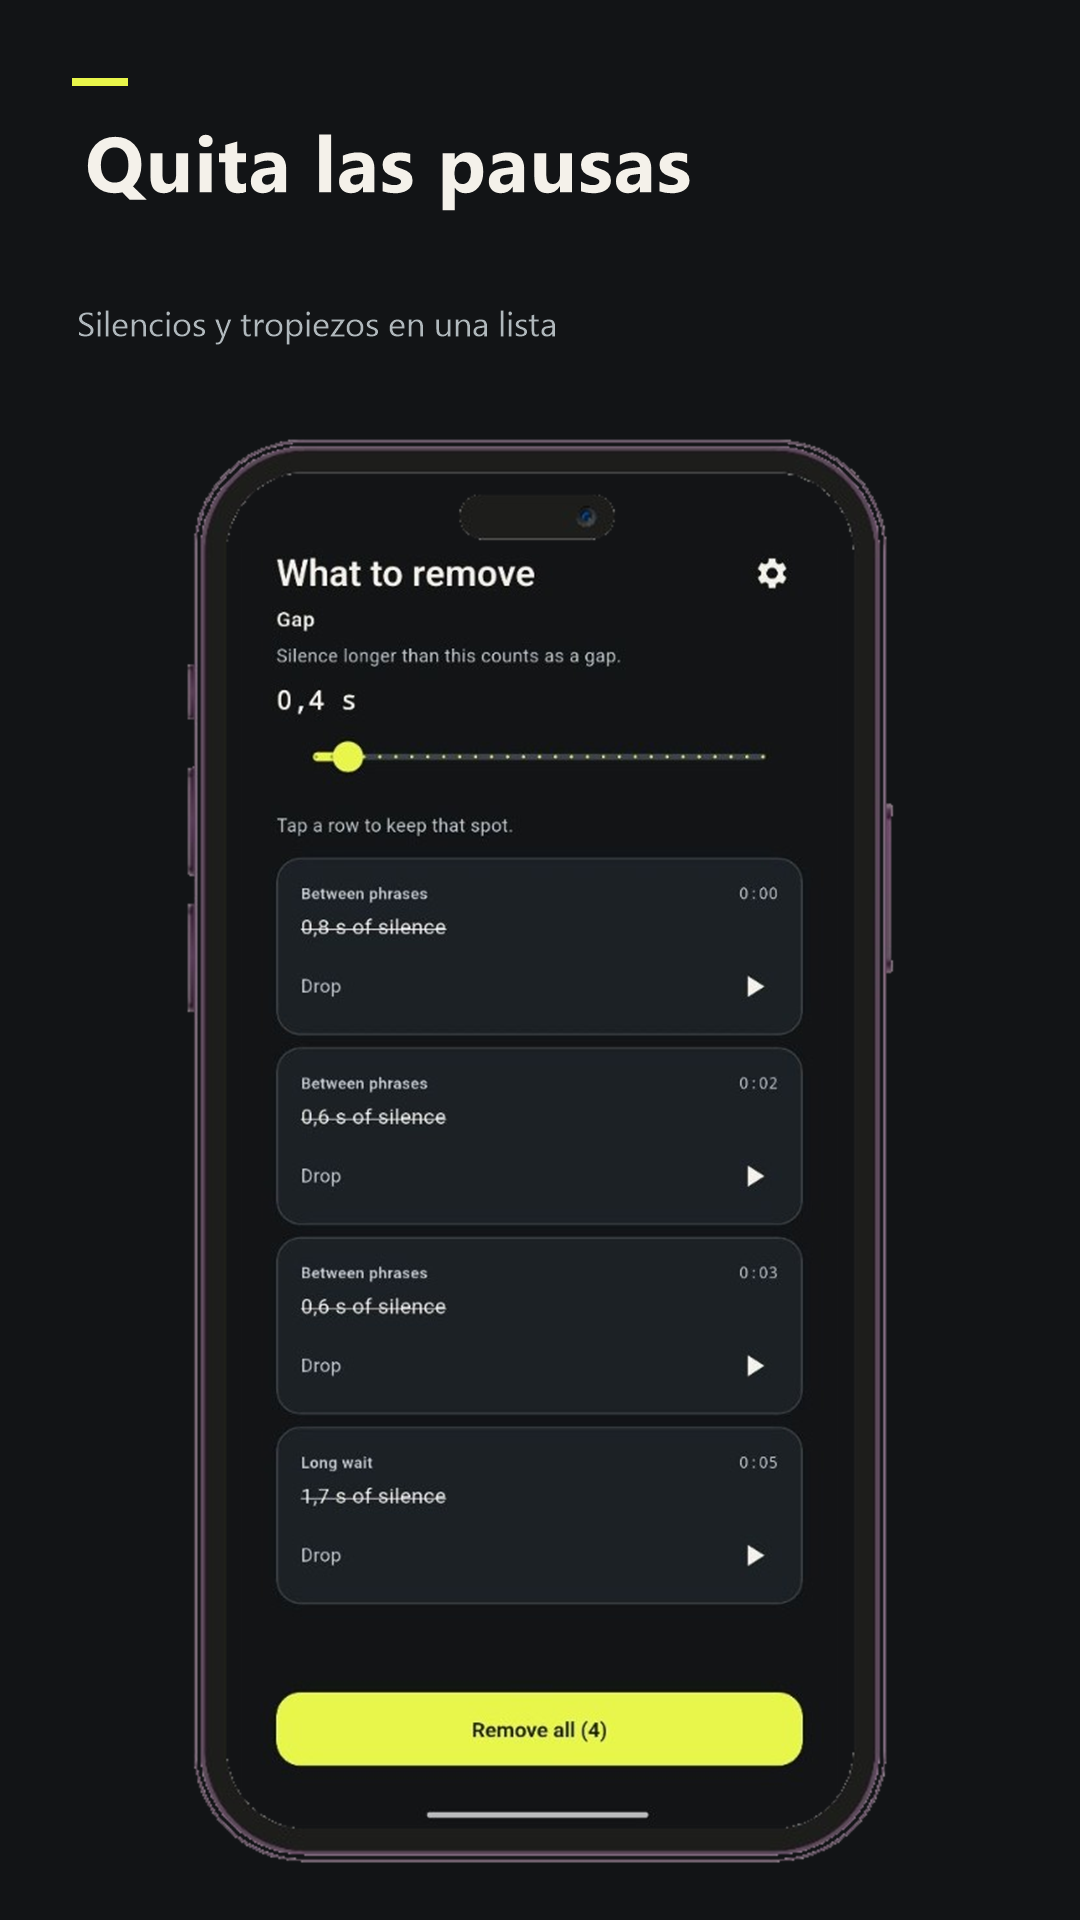 Quita las pausas
Silencios y tropiezos en una lista
What to remove
Gap
Silence longer than this counts as a gap.
0,4 s
Tap a row to keep that spot.
Between phrases 0:00
0,8 s of silence
Drop
Between phrases 0:02
0,6 s of silence
Drop
Between phrases 0:03
0,6 s of silence
Drop
Long wait 0:05
1,7 s of silence
Drop
Remove all (4)